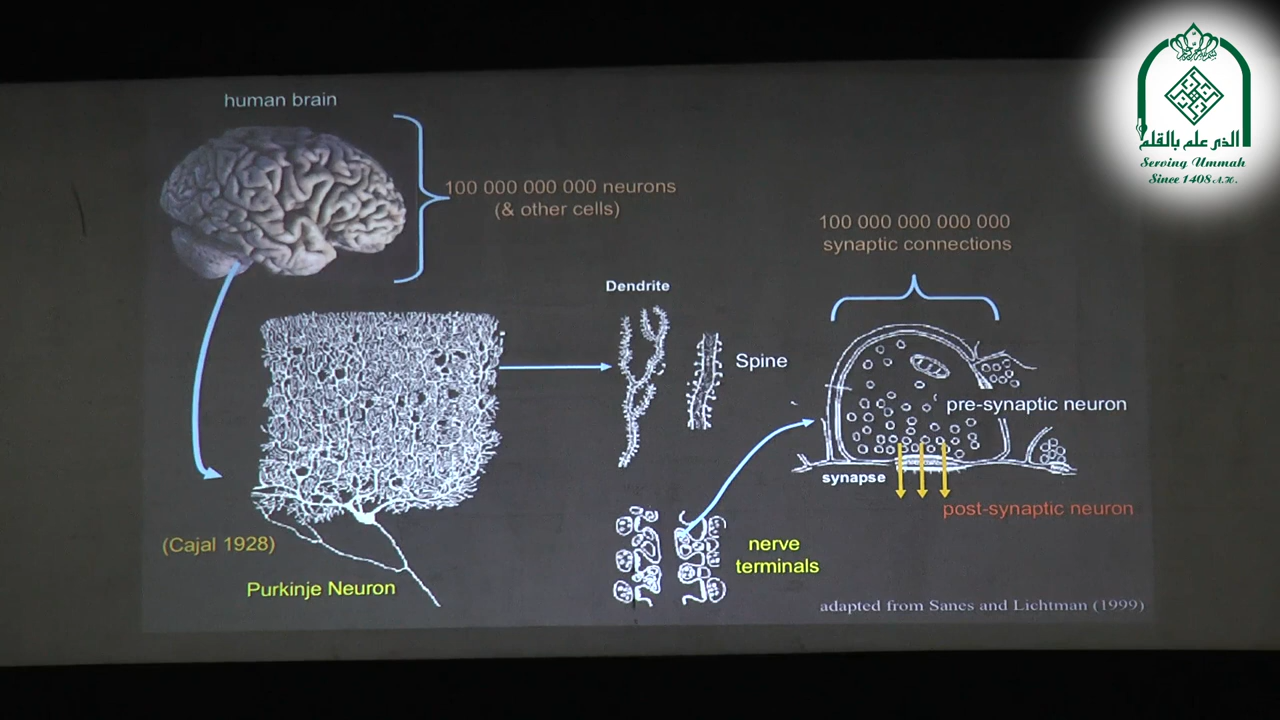 human brain
100 000 000 000 neurons
(& other cells)
100 000 000 000 000
synaptic connections
Dendrite
Spine
pre-synaptic neuron
synapse
post-synaptic neuron
(Cajal 1928)
Purkinje Neuron
nerve
terminals
adapted from Sanes and Lichtman (1999)
الذى علم بالقلم
Serving Ummah
Since 1408 A.H.